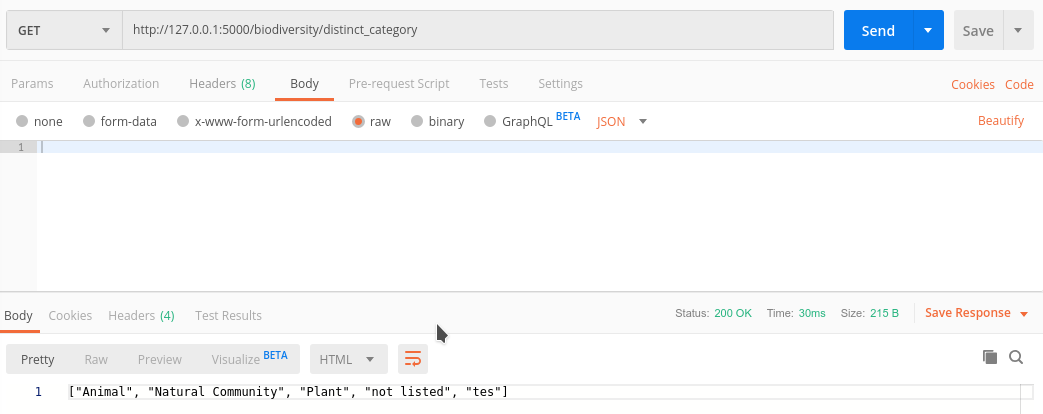 GET http://127.0.0.1:5000/biodiversity/distinct_category Send Save
Params Authorization Headers (8) Body Pre-request Script Tests Settings Cookies Code
none form-data x-www-form-urlencoded raw binary GraphQL BETA JSON Beautify
1
Body Cookies Headers (4) Test Results Status: 200 OK Time: 30ms Size: 215 B Save Response
Pretty Raw Preview Visualize BETA HTML
1 ["Animal", "Natural Community", "Plant", "not listed", "tes"]